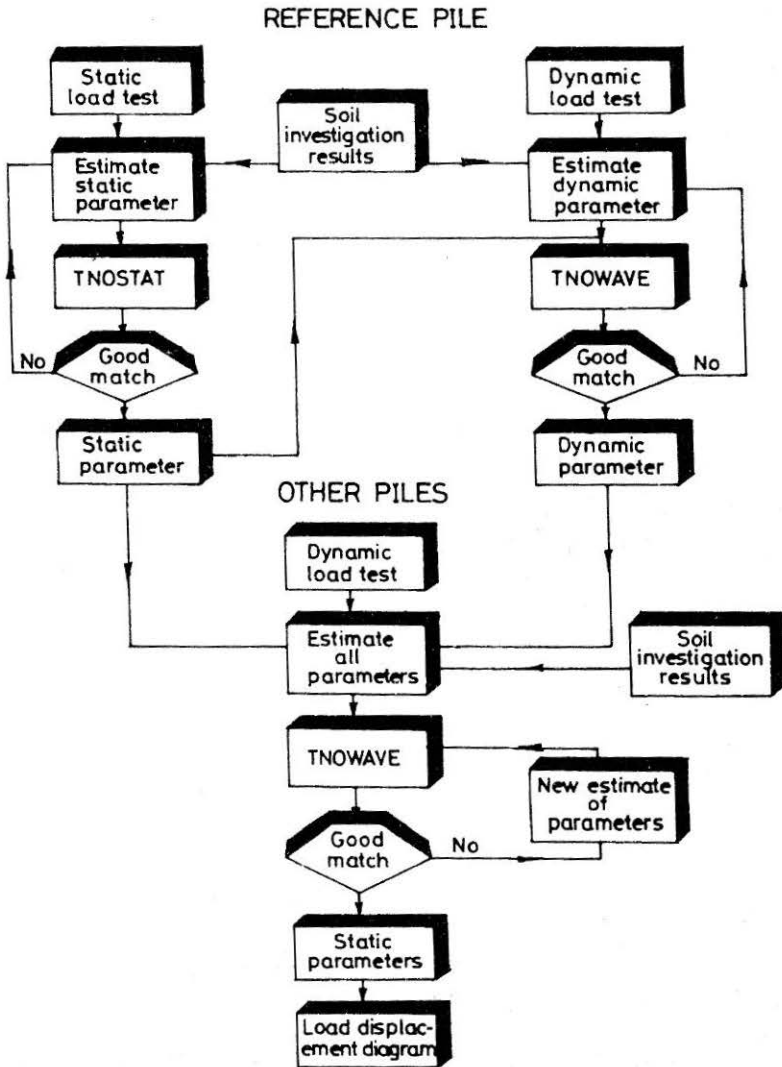 REFERENCE PILE
Static
load test
Dynamic
load test
Soil
investigation
results
Estimate
static
parameter
Estimate
dynamic
parameter
TNOSTAT
TNOWAVE
Good
match
No
Good
match
No
Static
parameter
Dynamic
parameter
OTHER PILES
Dynamic
load test
Estimate
all
parameters
Soil
investigation
results
TNOWAVE
New estimate
of
parameters
Good
match
No
Static
parameters
Load displac-
ement diagram